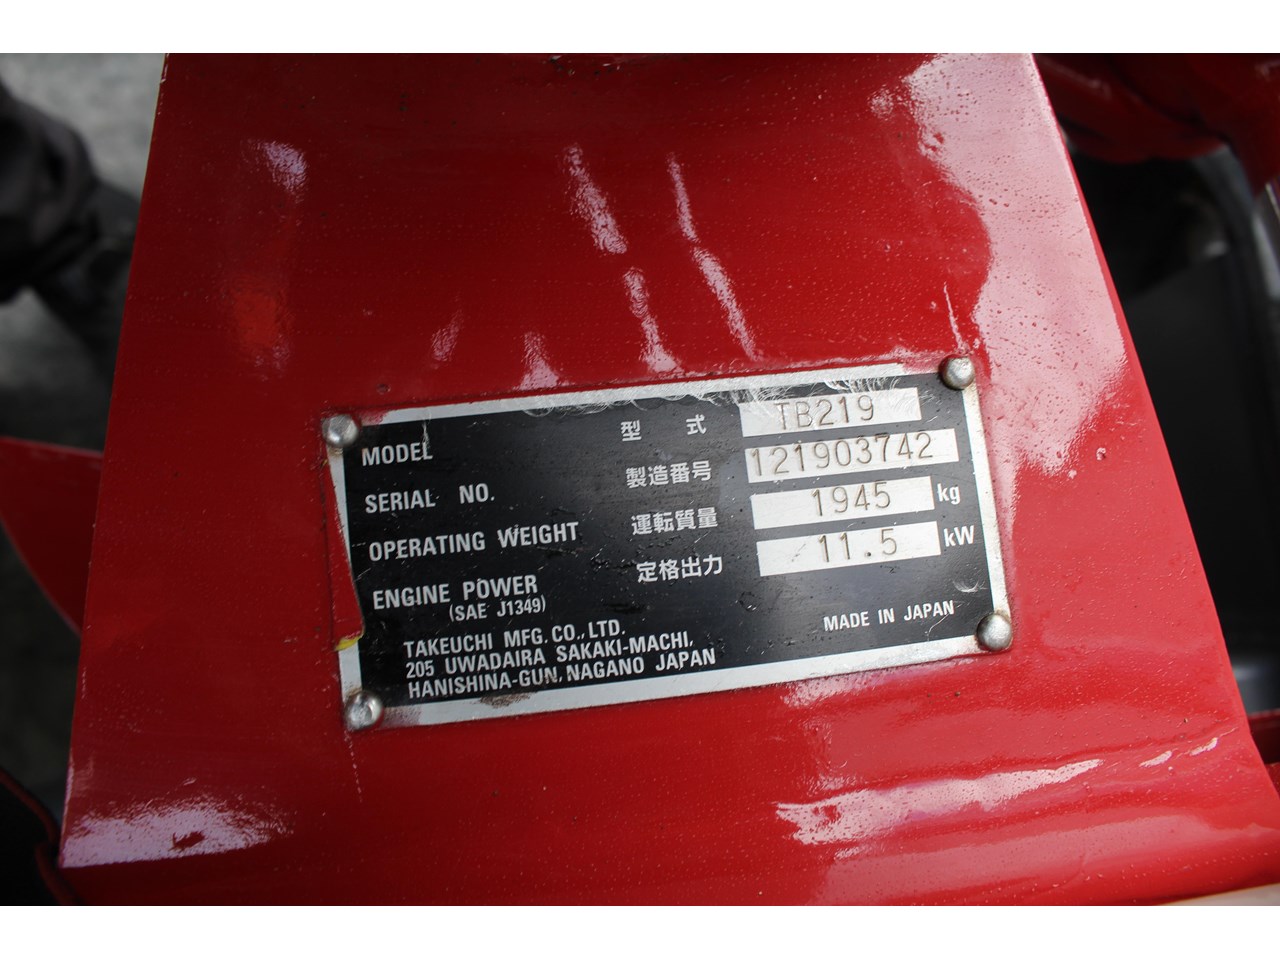 MODEL 型 式 TB219
SERIAL NO. 製造番号 121903742
OPERATING WEIGHT 運転質量 1945 kg
ENGINE POWER 定格出力 11.5 kW
(SAE J1349)
TAKEUCHI MFG. CO., LTD. MADE IN JAPAN
205 UWADAIRA SAKAKI-MACHI,
HANISHINA-GUN, NAGANO JAPAN